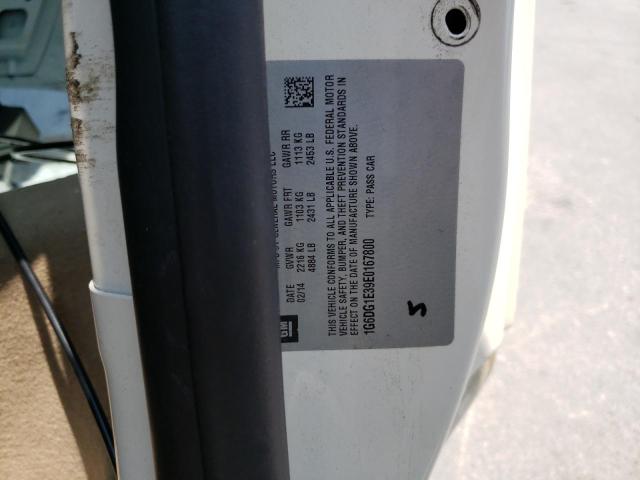 MFD BY GENERAL MOTORS LLC
DATE GVWR GAWR FRT GAWR RR
02/14 2216 KG 1103 KG 1113 KG
4884 LB 2431 LB 2453 LB
GM
THIS VEHICLE CONFORMS TO ALL APPLICABLE U.S. FEDERAL MOTOR
VEHICLE SAFETY, BUMPER, AND THEFT PREVENTION STANDARDS IN
EFFECT ON THE DATE OF MANUFACTURE SHOWN ABOVE.
1G6DG1E39E0167800 TYPE: PASS CAR
5